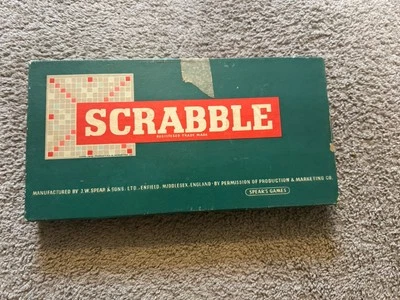 SCRABBLE
REGISTERED TRADE MARK
MANUFACTURED BY J.W. SPEAR & SONS. LTD., ENFIELD, MIDDLESEX, ENGLAND · BY PERMISSION OF PRODUCTION & MARKETING CO.
SPEAR'S GAMES